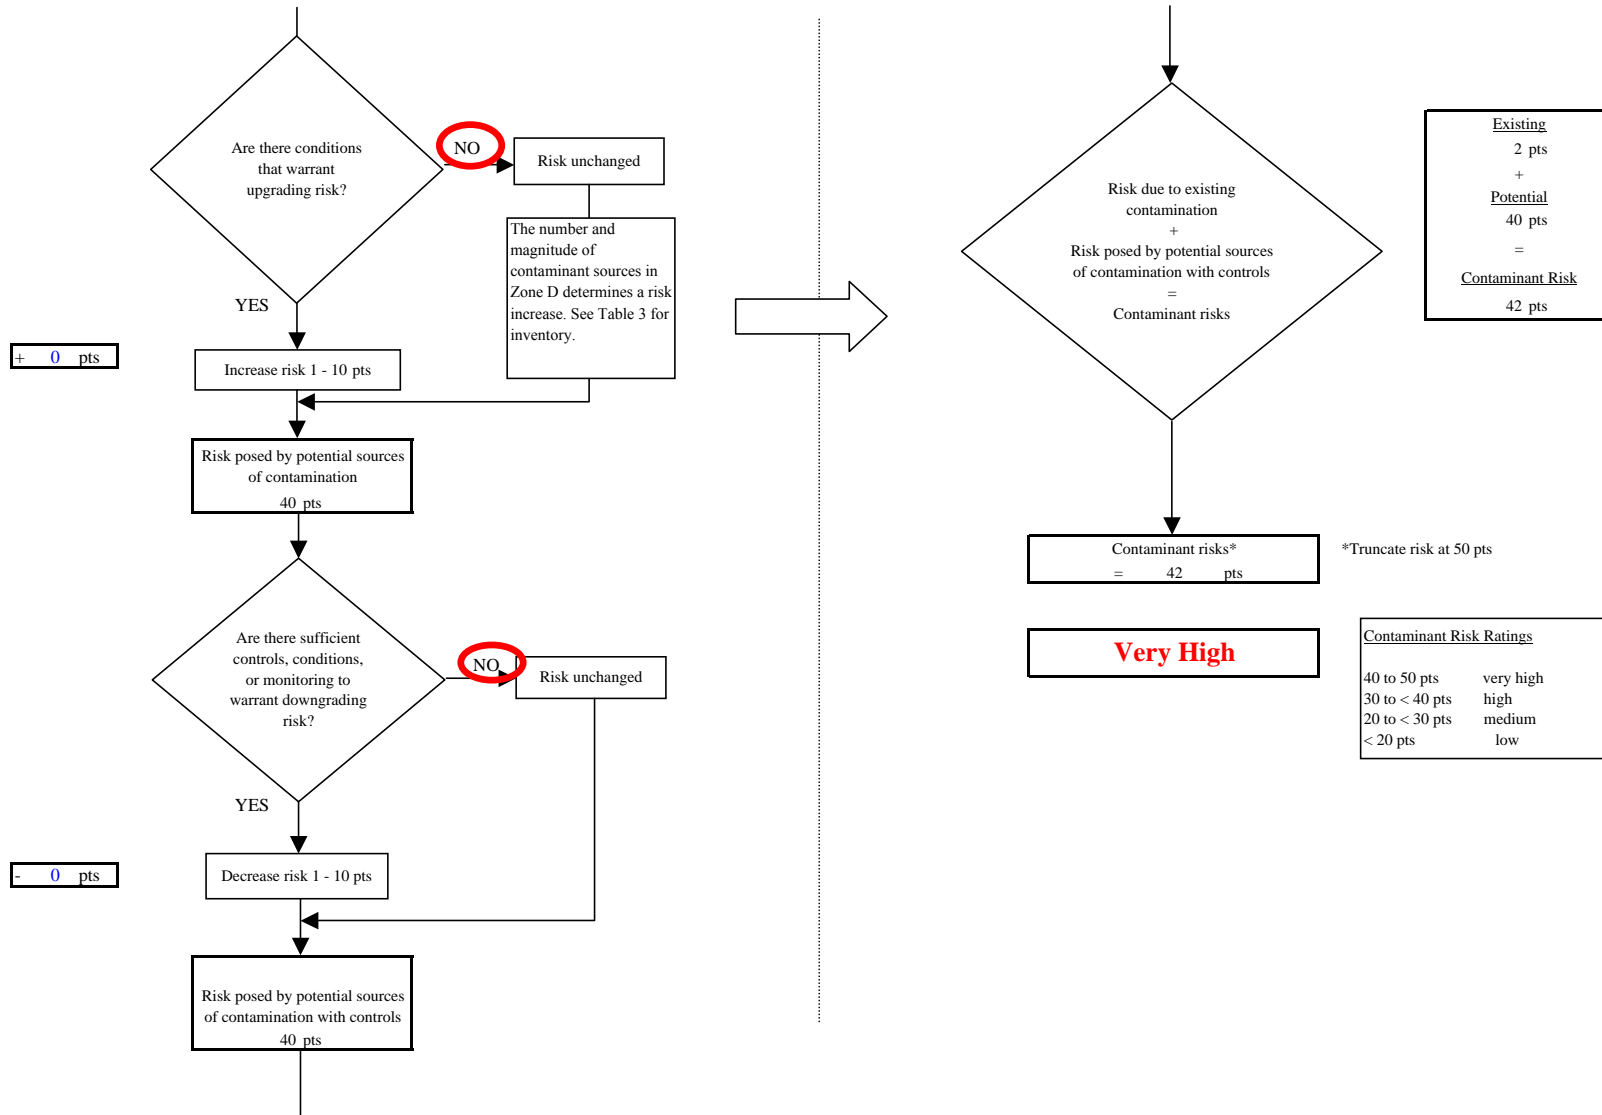 Are there conditions
that warrant
upgrading risk?
NO
Risk unchanged
The number and
magnitude of
contaminant sources in
Zone D determines a risk
increase. See Table 3 for
inventory.
YES
+ 0 pts
Increase risk 1 - 10 pts
Risk posed by potential sources
of contamination
40 pts
Are there sufficient
controls, conditions,
or monitoring to
warrant downgrading
risk?
NO
Risk unchanged
YES
- 0 pts
Decrease risk 1 - 10 pts
Risk posed by potential sources
of contamination with controls
40 pts
Risk due to existing
contamination
+
Risk posed by potential sources
of contamination with controls
=
Contaminant risks
Existing
2 pts
+
Potential
40 pts
=
Contaminant Risk
42 pts
Contaminant risks*
= 42 pts
*Truncate risk at 50 pts
Very High
Contaminant Risk Ratings
40 to 50 pts very high
30 to < 40 pts high
20 to < 30 pts medium
< 20 pts low